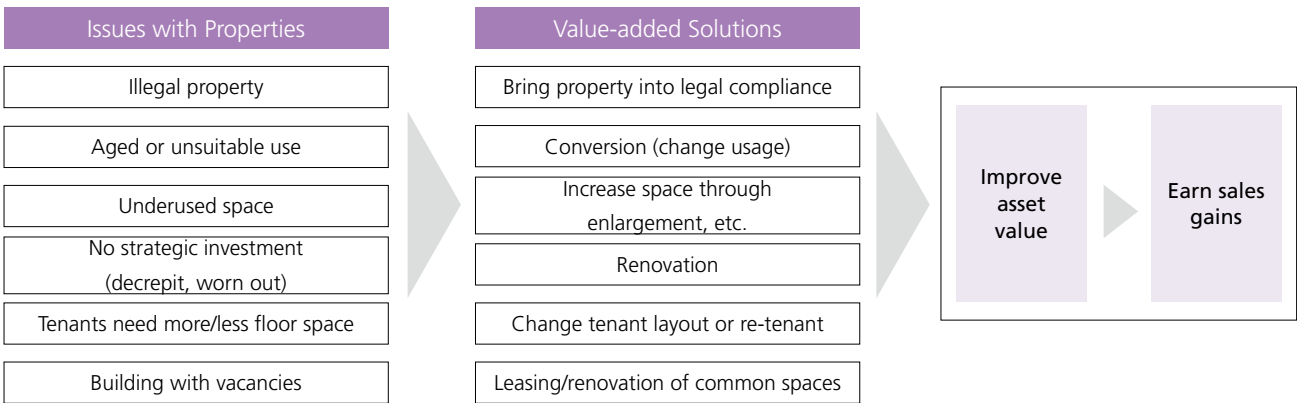 Issues with Properties
Illegal property
Aged or unsuitable use
Underused space
No strategic investment
(decrepit, worn out)
Tenants need more/less floor space
Building with vacancies
Value-added Solutions
Bring property into legal compliance
Conversion (change usage)
Increase space through
enlargement, etc.
Renovation
Change tenant layout or re-tenant
Leasing/renovation of common spaces
Improve
asset
value
Earn sales
gains